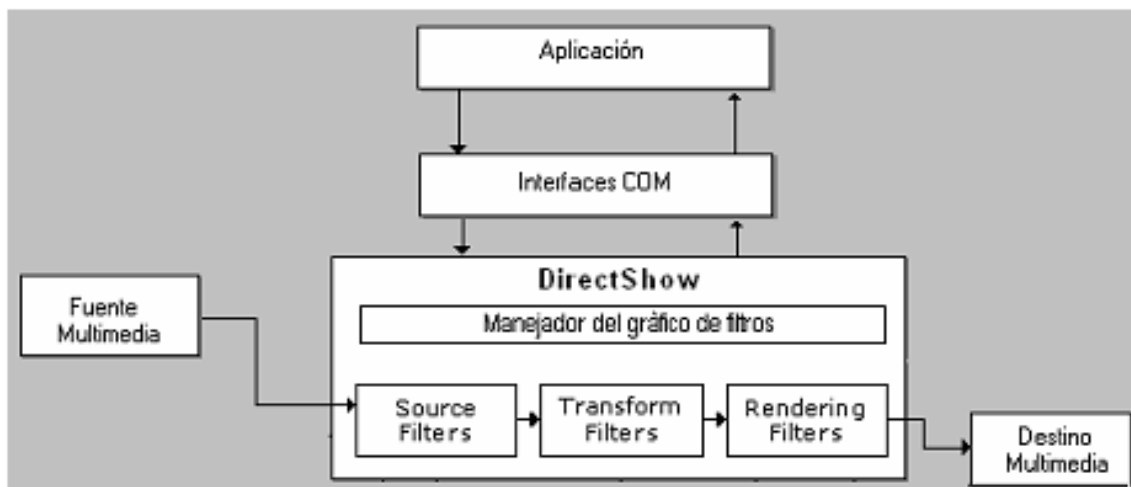 Aplicación
Interfaces COM
DirectShow
Manejador del gráfico de filtros
Fuente
Multimedia
Source
Filters
Transform
Filters
Rendering
Filters
Destino
Multimedia